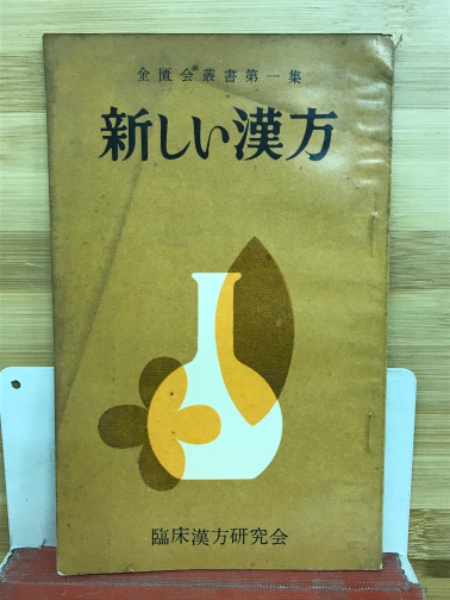 金匱会叢書第一集
新しい漢方
臨床漢方研究会